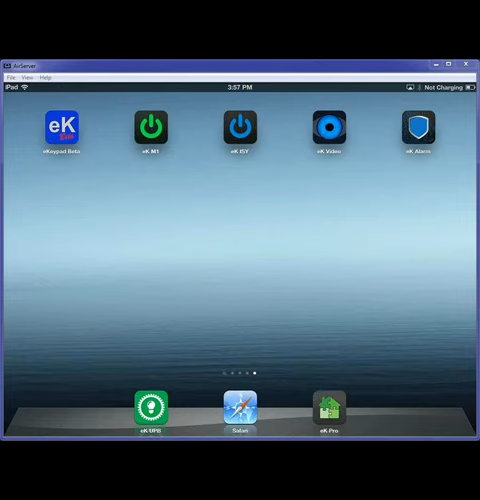 AirServer
File View Help
iPad 3:57 PM Not Charging
eK Beta
eKeypad Beta eK M1 eK ISY eK Video eK Alarm
eK UPB Safari eK Pro